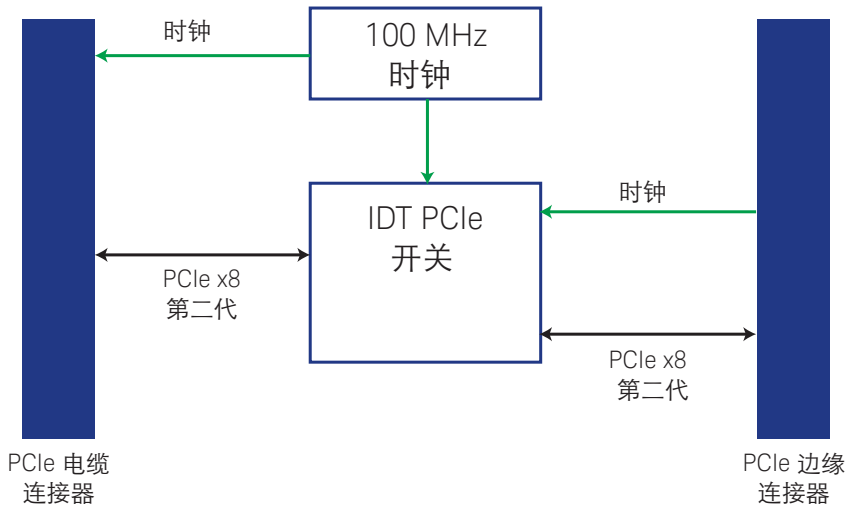 时钟
100 MHz
时钟
时钟
IDT PCIe
开关
PCIe x8
第二代
PCIe x8
第二代
PCIe 电缆
连接器
PCIe 边缘
连接器